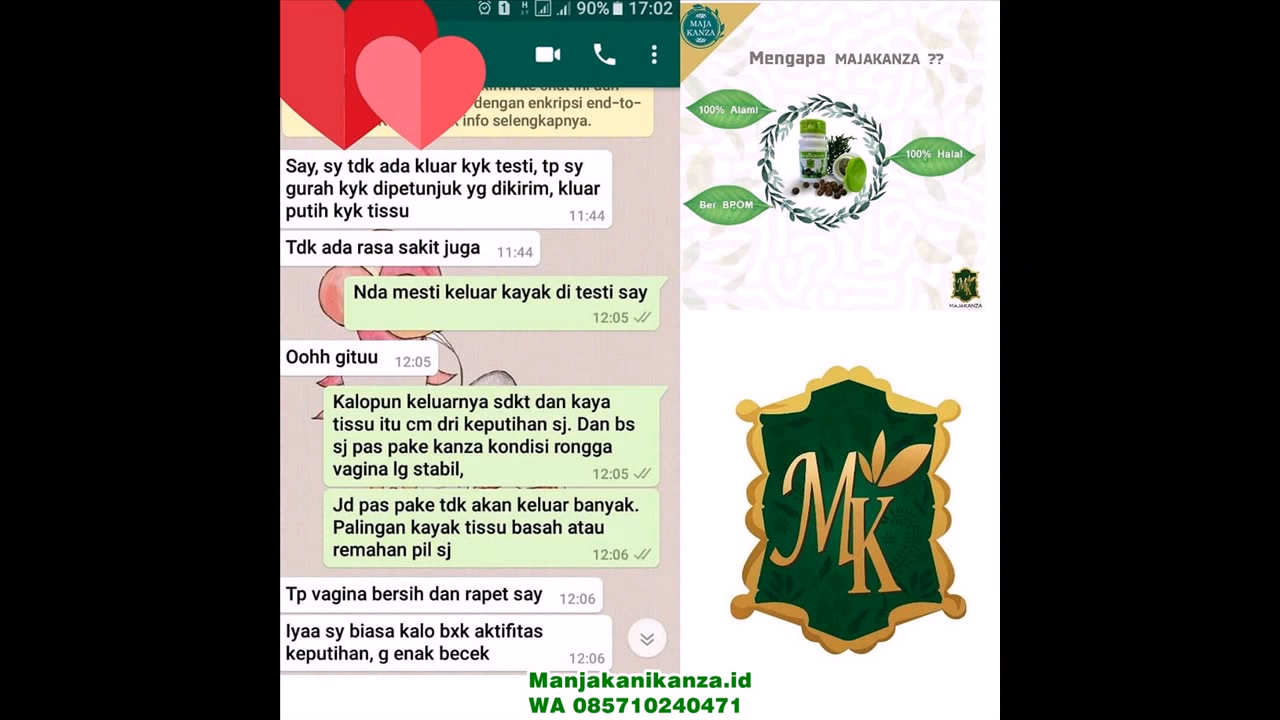 90% 17:02
kirim ke chat ini dan
dengan enkripsi end-to-
info selengkapnya.
Say, sy tdk ada kluar kyk testi, tp sy
gurah kyk dipetunjuk yg dikirim, kluar
putih kyk tissu
11:44
Tdk ada rasa sakit juga
11:44
Nda mesti keluar kayak di testi say
12:05
Oohh gituu
12:05
Kalopun keluarnya sdkt dan kaya
tissu itu cm dri keputihan sj. Dan bs
sj pas pake kanza kondisi rongga
vagina lg stabil,
12:05
Jd pas pake tdk akan keluar banyak.
Palingan kayak tissu basah atau
remahan pil sj
12:06
Tp vagina bersih dan rapet say
12:06
Iyaa sy biasa kalo bxk aktifitas
keputihan, g enak becek
12:06
MAJA
KANZA
Mengapa MAJAKANZA ??
100% Alami
100% Halal
Ber BPOM
MK
MAJAKANZA
MK
Manjakanikanza.id
WA 085710240471